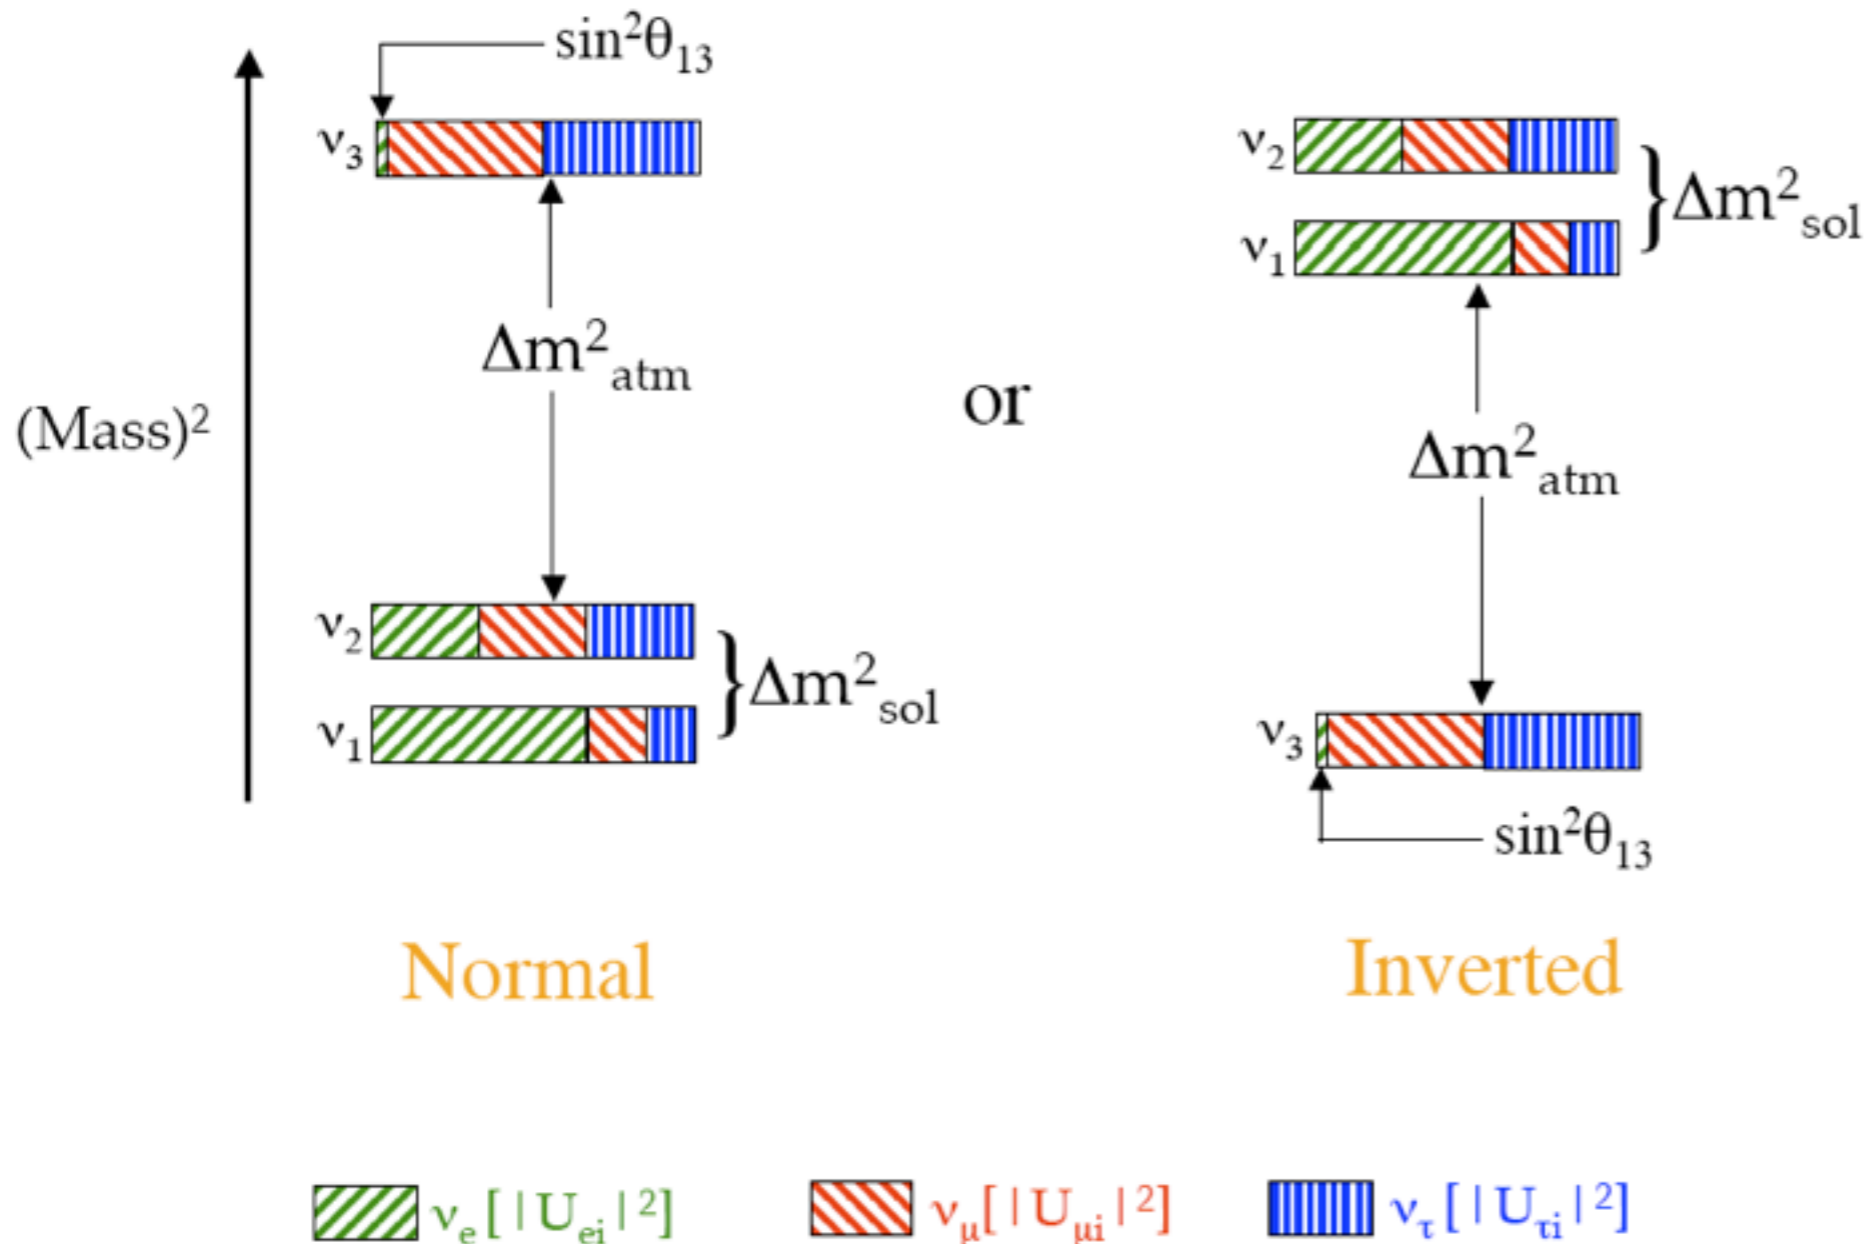 sin²θ₁₃
ν₃
Δm²atm
(Mass)²
ν₂
ν₁
}Δm²sol
Normal
or
ν₂
ν₁
}Δm²sol
Δm²atm
ν₃
sin²θ₁₃
Inverted
νe [ |Uei|²]
νμ[ |Uμi|²]
ντ [ |Uτi|²]